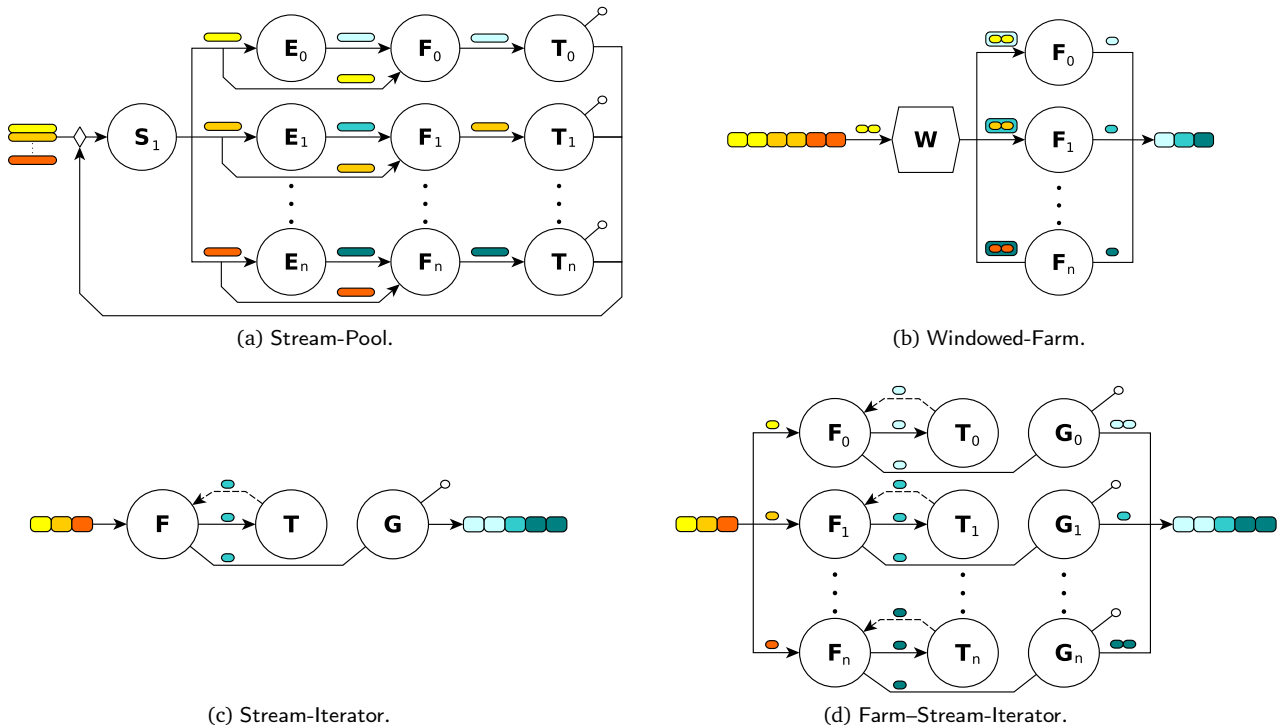 E₀ F₀ T₀
S₁ E₁ F₁ T₁
Eₙ Fₙ Tₙ
(a) Stream-Pool.
F₀
W F₁
Fₙ
(b) Windowed-Farm.
F T G
(c) Stream-Iterator.
F₀ T₀ G₀
F₁ T₁ G₁
Fₙ Tₙ Gₙ
(d) Farm–Stream-Iterator.